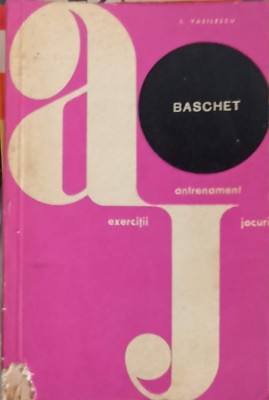 L. VASILESCU
BASCHET
a
antrenament
exerciții
jocuri
j